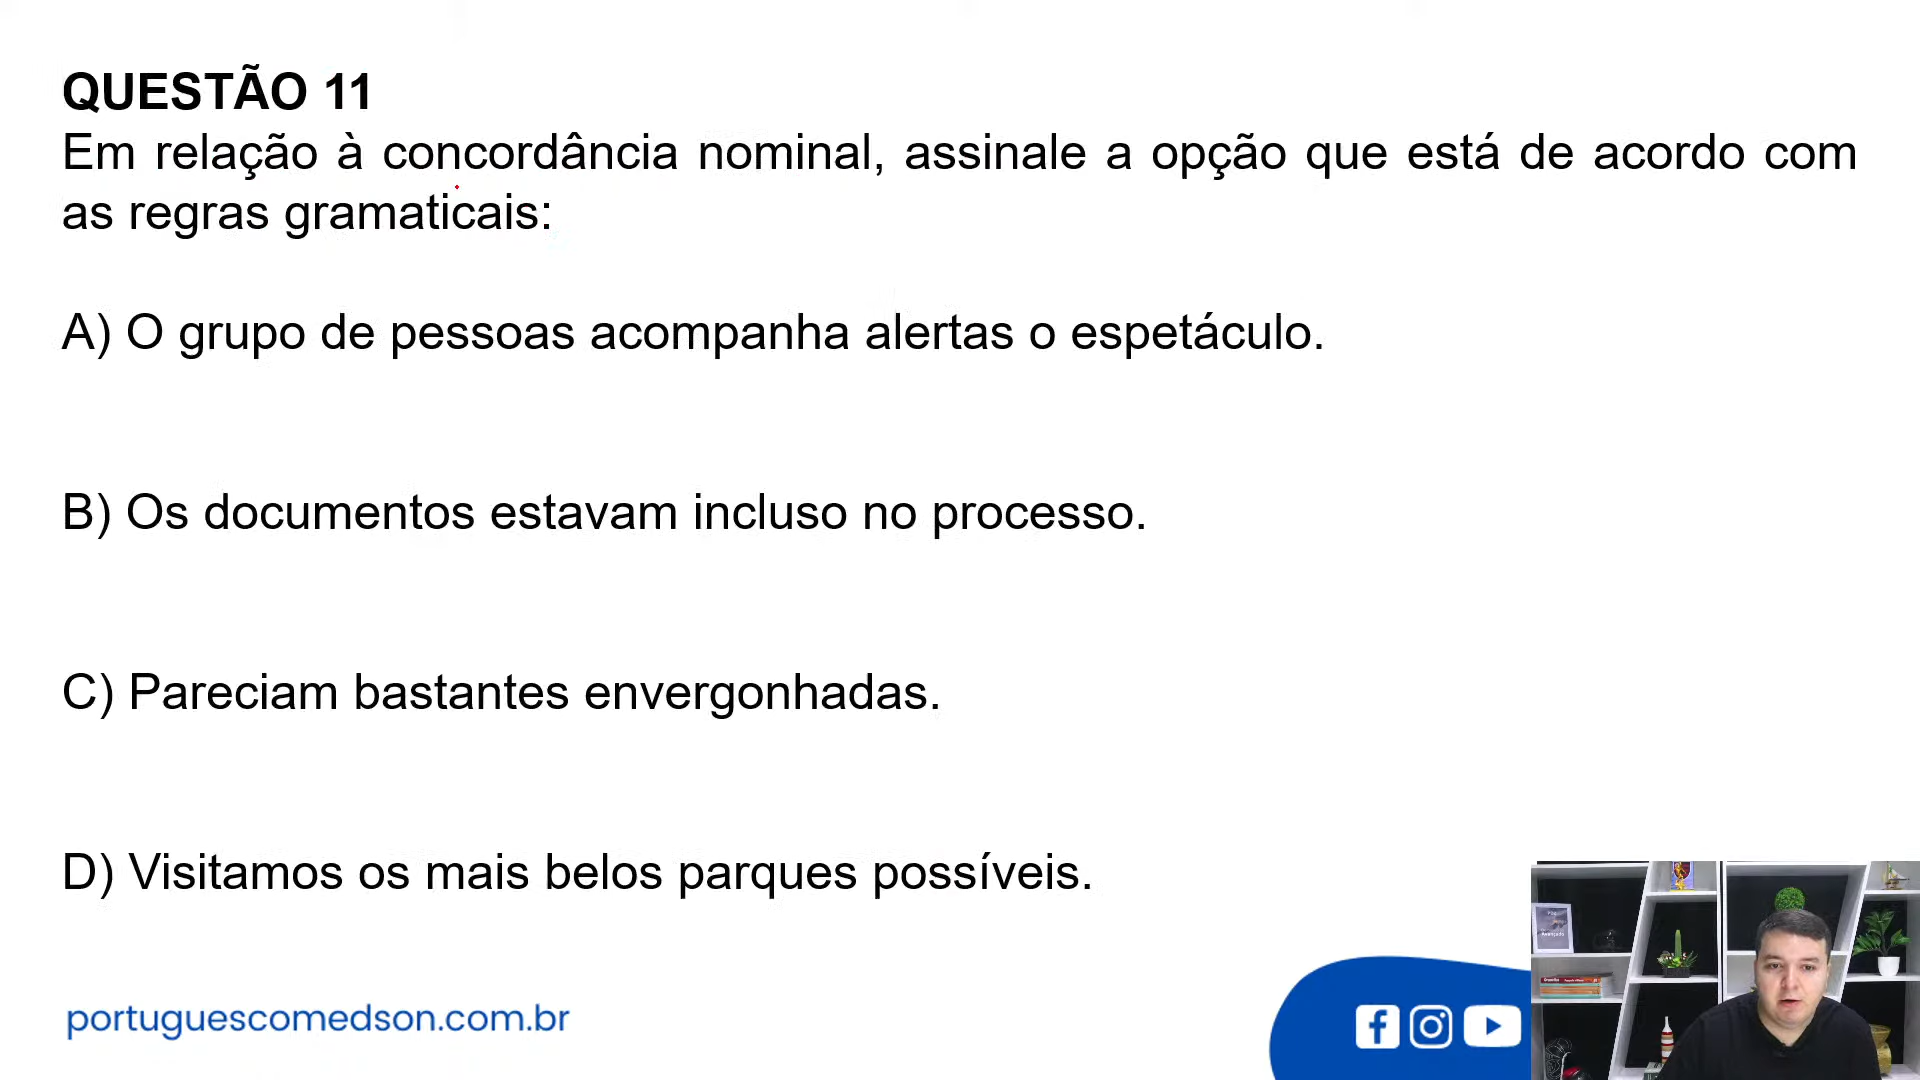 QUESTÃO 11
Em relação à concordância nominal, assinale a opção que está de acordo com
as regras gramaticais:
A) O grupo de pessoas acompanha alertas o espetáculo.
B) Os documentos estavam incluso no processo.
C) Pareciam bastantes envergonhadas.
D) Visitamos os mais belos parques possíveis.
portuguescomedson.com.br